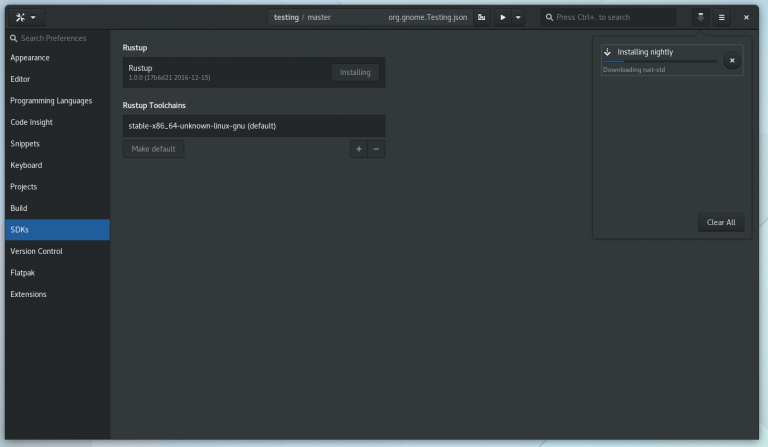 testing / master
org.gnome.Testing.json
Press Ctrl+. to search
Search Preferences
Appearance
Editor
Programming Languages
Code Insight
Snippets
Keyboard
Projects
Build
SDKs
Version Control
Flatpak
Extensions
Rustup
Rustup
1.0.0 (17b6d21 2016-12-15)
Installing
Rustup Toolchains
stable-x86_64-unknown-linux-gnu (default)
Make default
+
−
Installing nightly
Downloading rust-std
Clear All